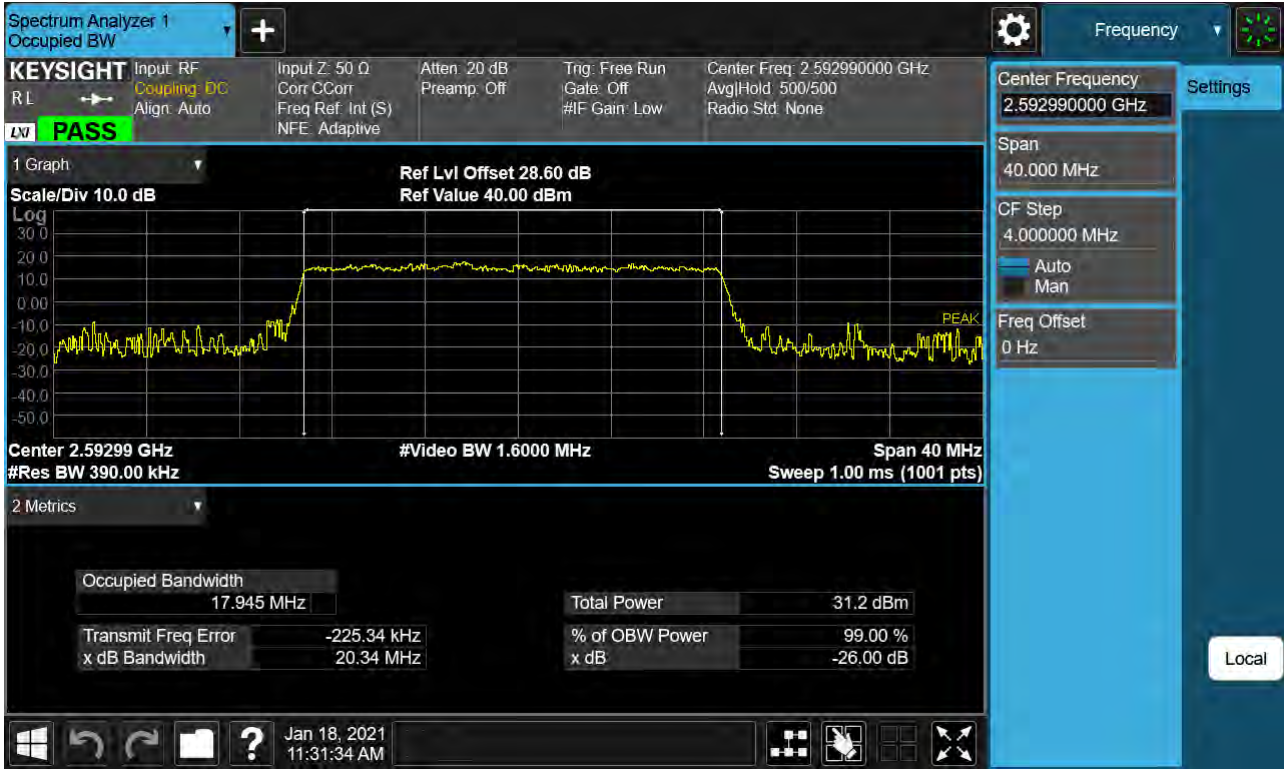 Spectrum Analyzer 1
Occupied BW
+
Frequency
KEYSIGHT
R L
LXI
PASS
Input: RF
Coupling: DC
Align: Auto
Input Z: 50 Ω
Corr CCorr
Freq Ref: Int (S)
NFE: Adaptive
Atten: 20 dB
Preamp: Off
Trig: Free Run
Gate: Off
#IF Gain: Low
Center Freq: 2.592990000 GHz
Avg|Hold: 500/500
Radio Std: None
Center Frequency
2.592990000 GHz
Settings
Span
40.000 MHz
CF Step
4.000000 MHz
Auto
Man
Freq Offset
0 Hz
Local
1 Graph
Scale/Div 10.0 dB
Ref Lvl Offset 28.60 dB
Ref Value 40.00 dBm
Log
30.0
20.0
10.0
0.00
-10.0
-20.0
-30.0
-40.0
-50.0
PEAK
Center 2.59299 GHz
#Video BW 1.6000 MHz
Span 40 MHz
#Res BW 390.00 kHz
Sweep 1.00 ms (1001 pts)
2 Metrics
Occupied Bandwidth
17.945 MHz
Total Power 31.2 dBm
Transmit Freq Error -225.34 kHz
% of OBW Power 99.00 %
x dB Bandwidth 20.34 MHz
x dB -26.00 dB
?
Jan 18, 2021
11:31:34 AM